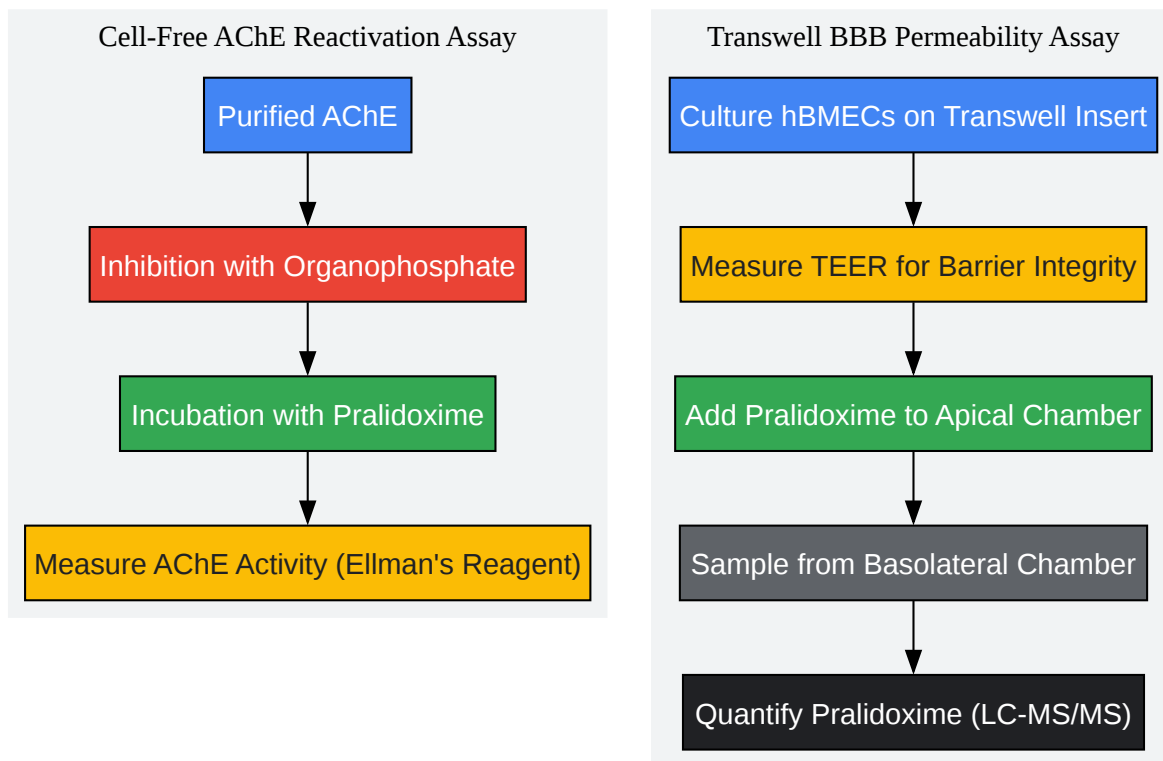 Cell-Free AChE Reactivation Assay
Purified AChE
Inhibition with Organophosphate
Incubation with Pralidoxime
Measure AChE Activity (Ellman's Reagent)
Transwell BBB Permeability Assay
Culture hBMECs on Transwell Insert
Measure TEER for Barrier Integrity
Add Pralidoxime to Apical Chamber
Sample from Basolateral Chamber
Quantify Pralidoxime (LC-MS/MS)